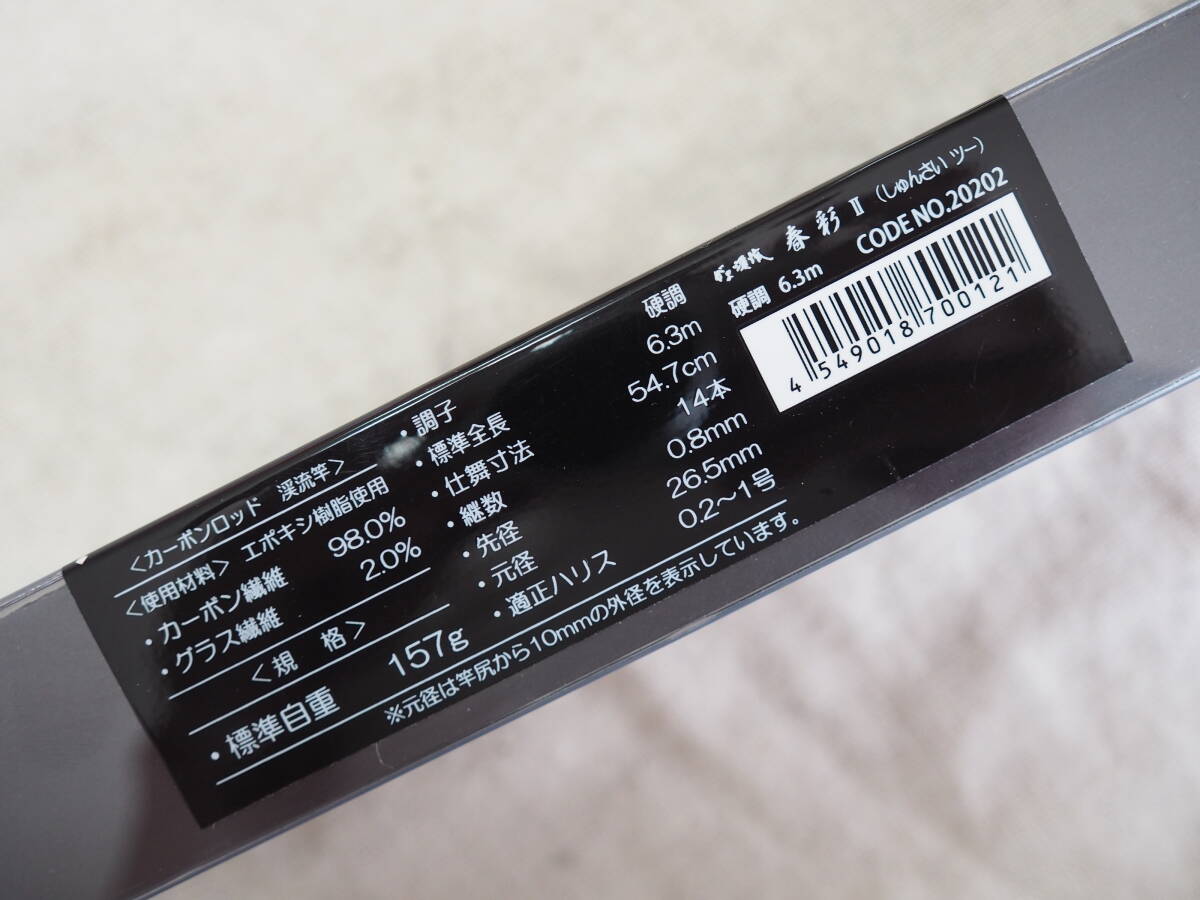 ＜カーボンロッド　渓流竿＞
＜使用材料＞ エポキシ樹脂使用
・カーボン繊維 98.0%
・グラス繊維 2.0%
＜規　格＞
・標準自重 157g
・調子 硬調
・標準全長 6.3m
・仕舞寸法 54.7cm
・継数 14本
・先径 0.8mm
・元径 26.5mm
・適正ハリス 0.2～1号
※元径は竿尻から10mmの外径を表示しています。
春彩 Ⅱ（しゅんさい ツー）
硬調 6.3m CODE NO.20202
4 549018 700121